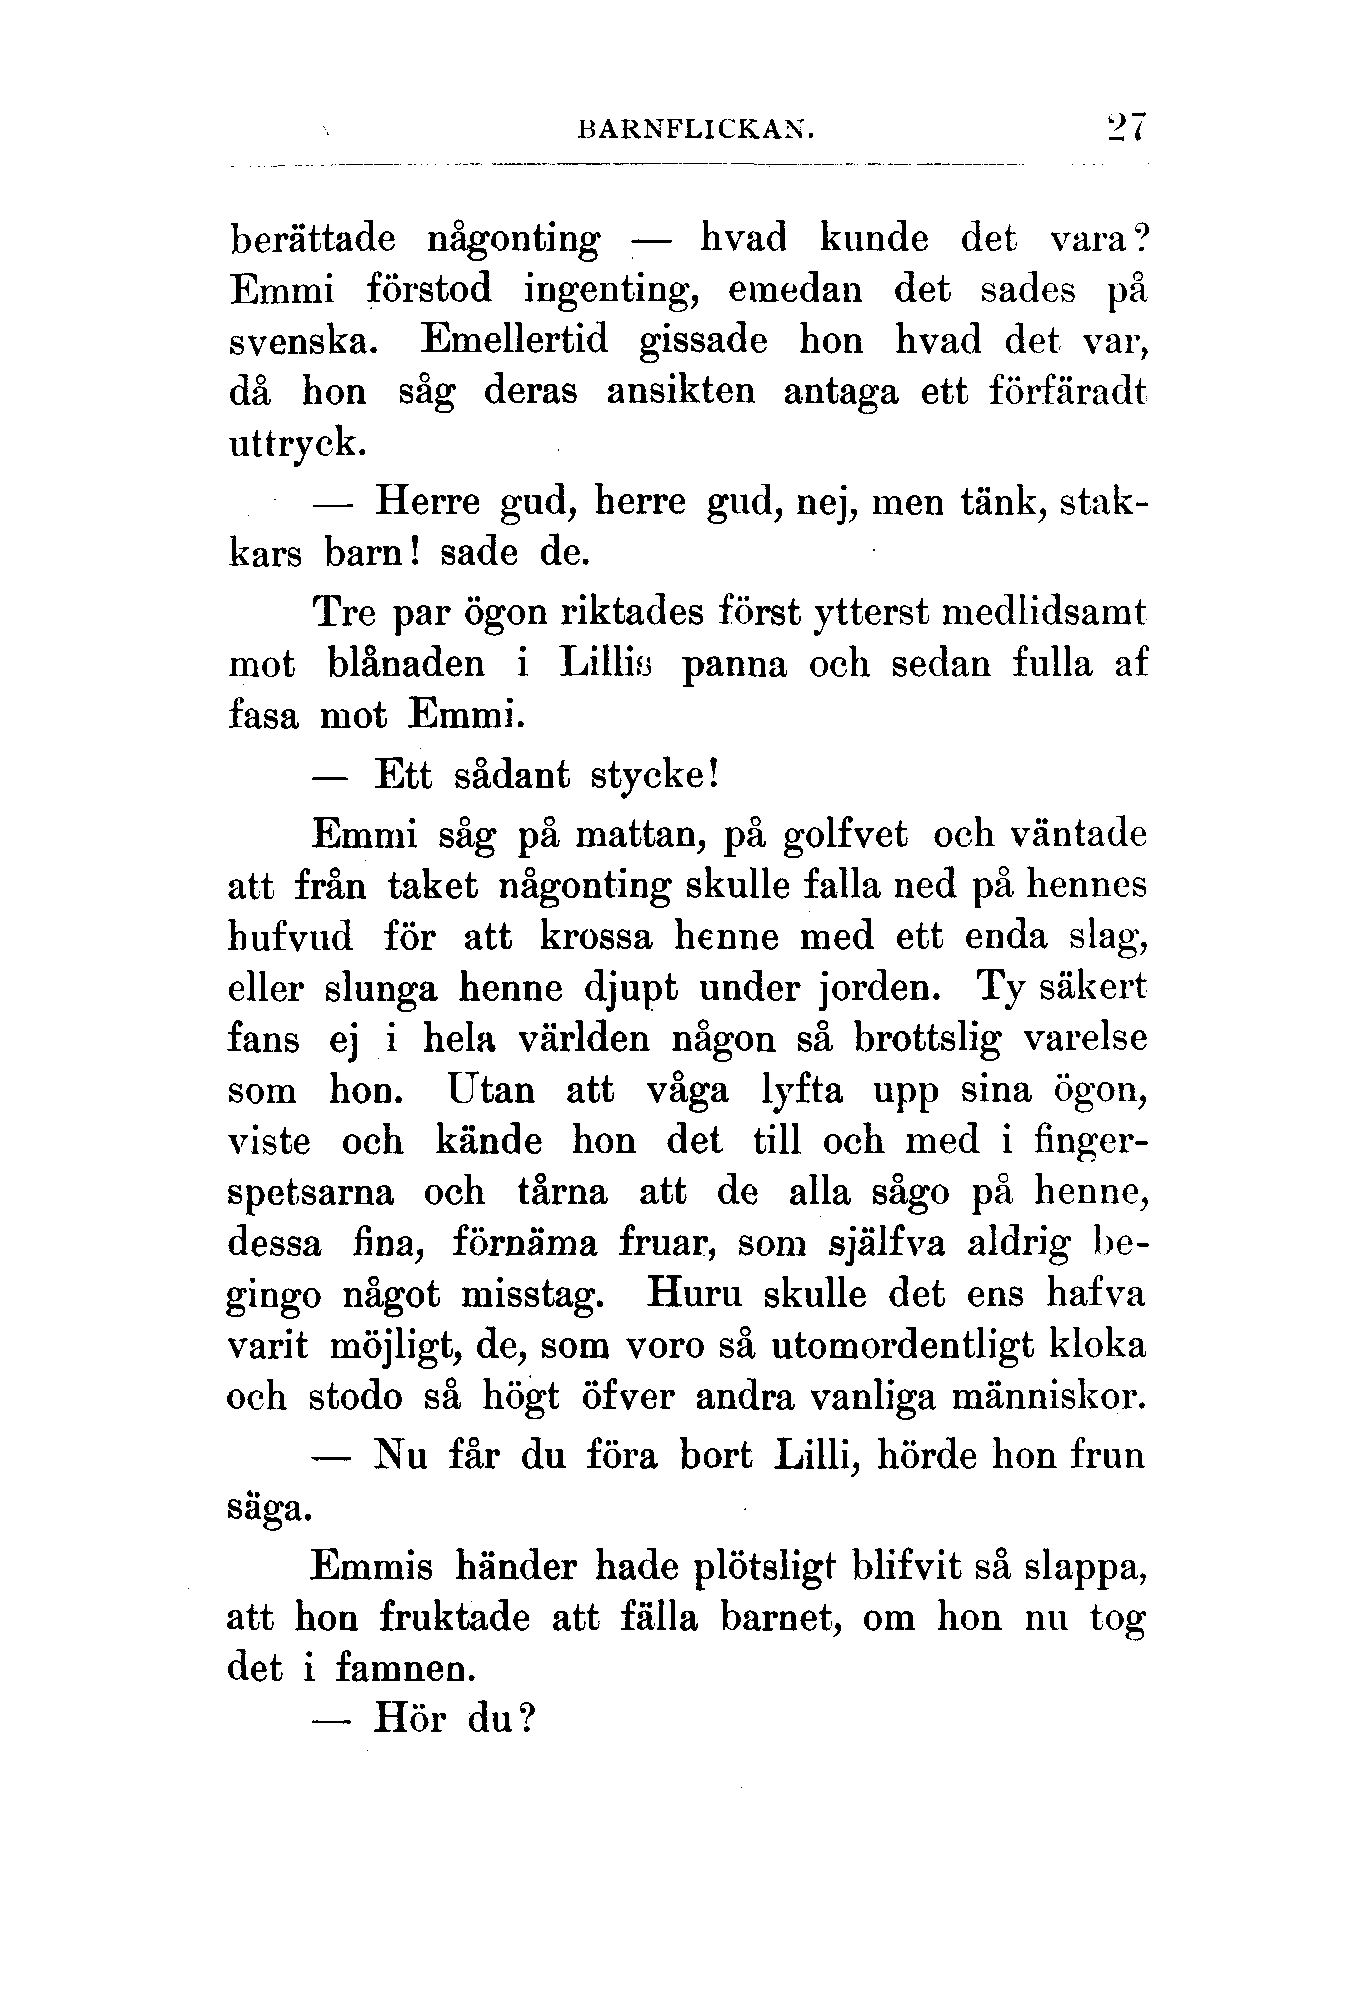 BARNFLICKAN. 27
berättade någonting — hvad kunde det vara?
Emmi förstod ingenting, emedan det sades på
svenska. Emellertid gissade hon hvad det var,
då hon såg deras ansikten antaga ett förfäradt
uttryck.
— Herre gud, herre gud, nej, men tänk, stak-
kars barn! sade de.
Tre par ögon riktades först ytterst medlidsamt
mot blånaden i Lillis panna och sedan fulla af
fasa mot Emmi.
— Ett sådant stycke!
Emmi såg på mattan, på golfvet och väntade
att från taket någonting skulle falla ned på hennes
hufvud för att krossa henne med ett enda slag,
eller slunga henne djupt under jorden. Ty säkert
fans ej i hela världen någon så brottslig varelse
som hon. Utan att våga lyfta upp sina ögon,
viste och kände hon det till och med i finger-
spetsarna och tårna att de alla sågo på henne,
dessa fina, förnäma fruar, som själfva aldrig be-
gingo något misstag. Huru skulle det ens hafva
varit möjligt, de, som voro så utomordentligt kloka
och stodo så högt öfver andra vanliga människor.
— Nu får du föra bort Lilli, hörde hon frun
säga.
Emmis händer hade plötsligt blifvit så slappa,
att hon fruktade att fälla barnet, om hon nu tog
det i famnen.
— Hör du?